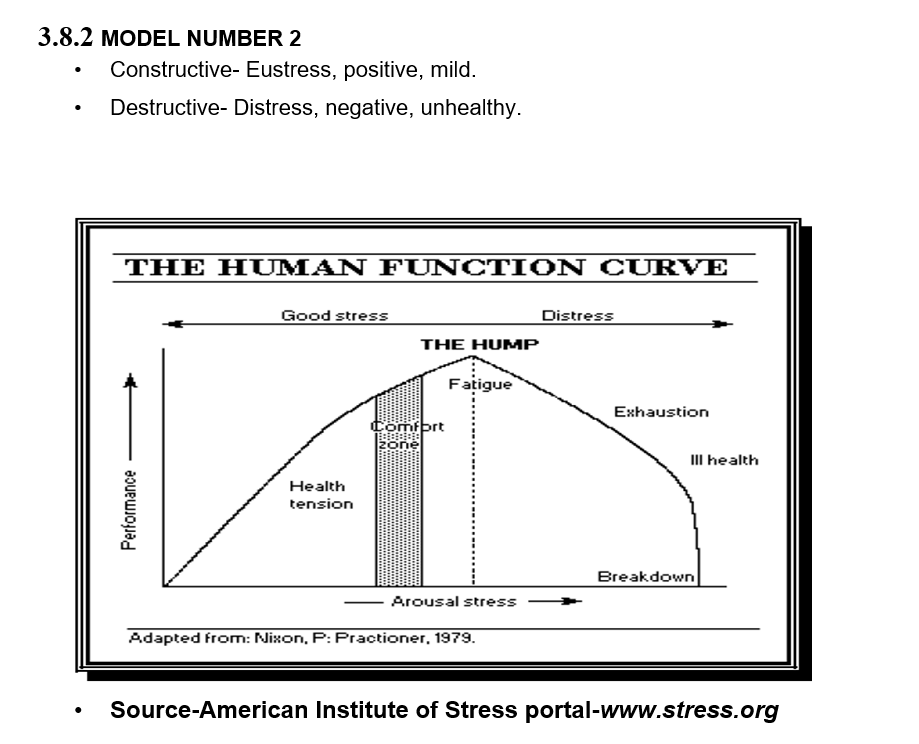 3.8.2 MODEL NUMBER 2
• Constructive- Eustress, positive, mild.
• Destructive- Distress, negative, unhealthy.
THE HUMAN FUNCTION CURVE
Good stress
Distress
THE HUMP
Fatigue
Exhaustion
Comfort
zone
Ill health
Health
tension
Performance
Breakdown
Arousal stress
Adapted from: Nixon, P: Practioner, 1979.
• Source-American Institute of Stress portal-www.stress.org